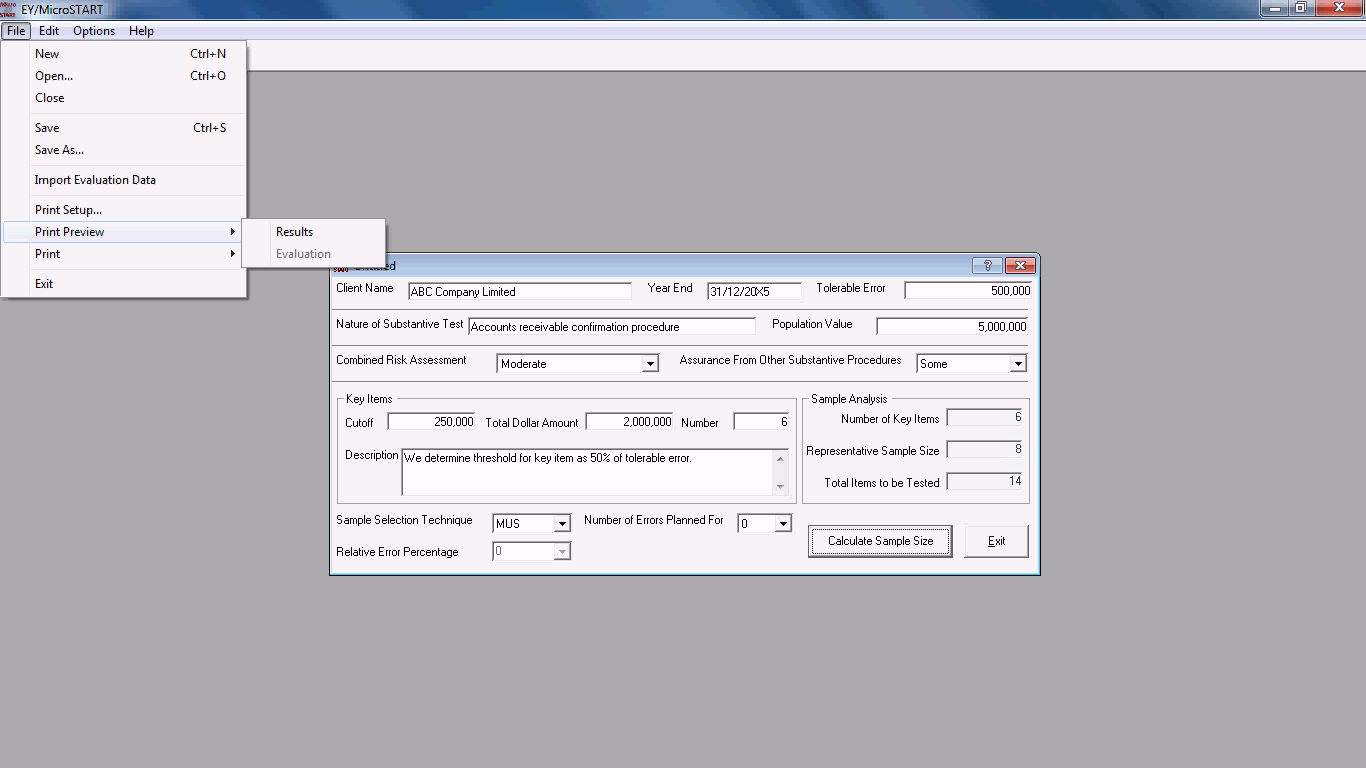 EY/MicroSTART
File Edit Options Help
New Ctrl+N
Open... Ctrl+O
Close
Save Ctrl+S
Save As...
Import Evaluation Data
Print Setup...
Print Preview
Print
Exit
Results
Evaluation
Client Name ABC Company Limited Year End 31/12/20X5 Tolerable Error 500,000
Nature of Substantive Test Accounts receivable confirmation procedure Population Value 5,000,000
Combined Risk Assessment Moderate Assurance From Other Substantive Procedures Some
Key Items
Cutoff 250,000 Total Dollar Amount 2,000,000 Number 6
Description We determine threshold for key item as 50% of tolerable error.
Sample Analysis
Number of Key Items 6
Representative Sample Size 8
Total Items to be Tested 14
Sample Selection Technique MUS Number of Errors Planned For 0
Relative Error Percentage 0
Calculate Sample Size Exit